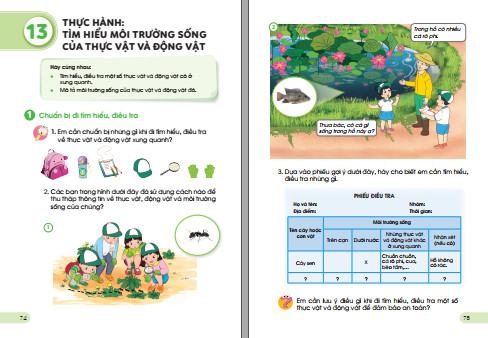 13
THỰC HÀNH:
TÌM HIỂU MÔI TRƯỜNG SỐNG
CỦA THỰC VẬT VÀ ĐỘNG VẬT
Hãy cùng nhau:
Tìm hiểu, điều tra một số thực vật và động vật có ở
xung quanh.
Mô tả môi trường sống của thực vật và động vật đó.
1 Chuẩn bị đi tìm hiểu, điều tra
1. Em cần chuẩn bị những gì khi đi tìm hiểu, điều tra
về thực vật và động vật xung quanh?
2. Các bạn trong hình dưới đây đã sử dụng cách nào để
thu thập thông tin về thực vật, động vật và môi trường
sống của chúng?
1
74
2
Trong hồ có nhiều
cá rô phi.
Thưa bác, có cá gì
sống trong hồ này ạ?
3. Dựa vào phiếu gợi ý dưới đây, hãy cho biết em cần tìm hiểu,
điều tra những gì.
PHIẾU ĐIỀU TRA
Họ và tên: Nhóm:
Địa điểm: Thời gian:
Tên cây hoặc
con vật
Môi trường sống
Trên cạn
Dưới nước
Những thực vật
và động vật khác
ở xung quanh
Nhận xét
(nếu có)
Cây sen
X
Chuồn chuồn,
cá rô phi, cua,
bèo tấm,...
Hồ không
có rác.
? ? ? ? ?
Em cần lưu ý điều gì khi đi tìm hiểu, điều tra một số
thực vật và động vật để đảm bảo an toàn?
75